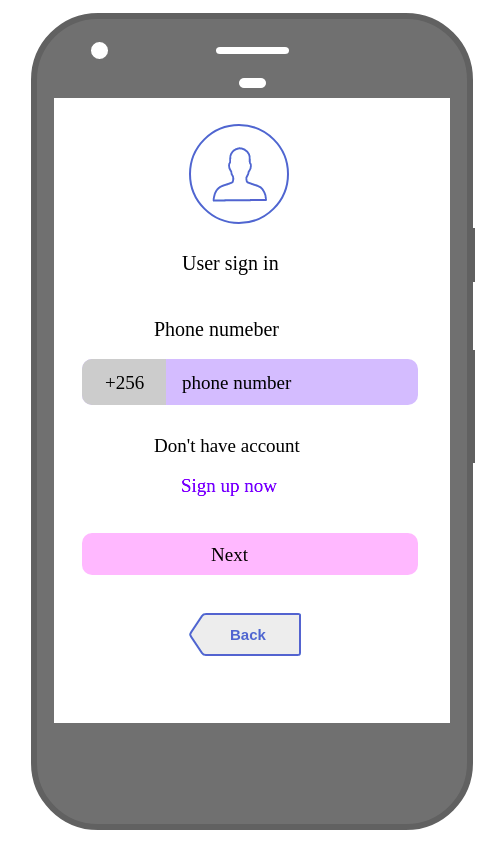 User sign in
Phone numeber
+256 phone number
Don't have account
Sign up now
Next
Back